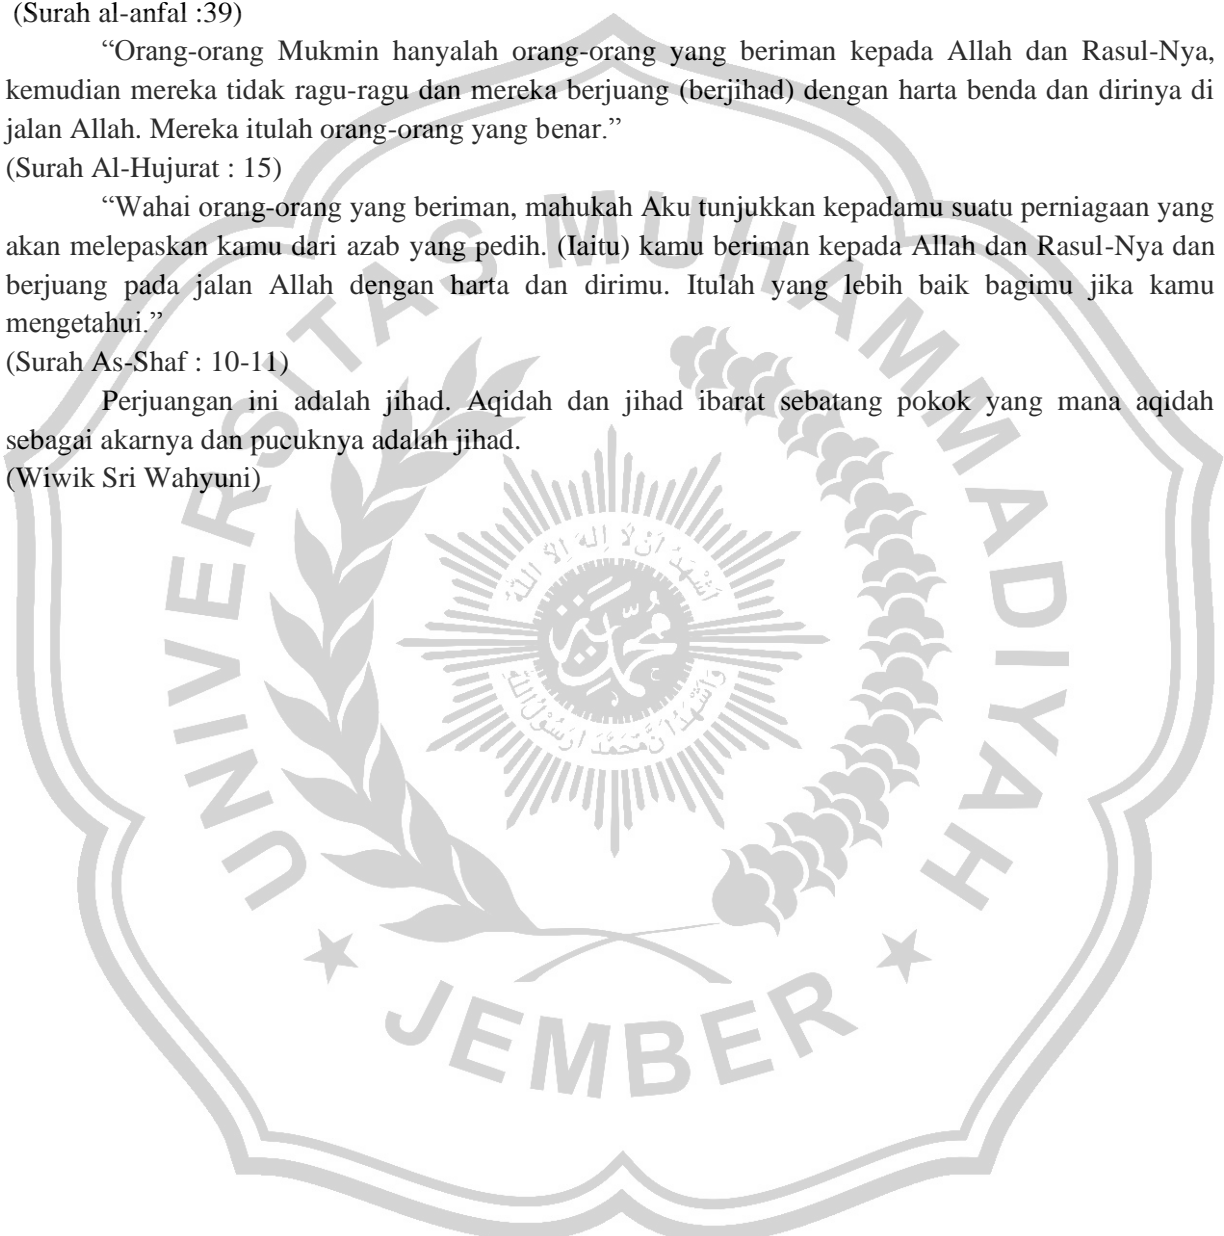 (Surah al-anfal :39)
“Orang-orang Mukmin hanyalah orang-orang yang beriman kepada Allah dan Rasul-Nya,
kemudian mereka tidak ragu-ragu dan mereka berjuang (berjihad) dengan harta benda dan dirinya di
jalan Allah. Mereka itulah orang-orang yang benar.”
(Surah Al-Hujurat : 15)
“Wahai orang-orang yang beriman, mahukah Aku tunjukkan kepadamu suatu perniagaan yang
akan melepaskan kamu dari azab yang pedih. (Iaitu) kamu beriman kepada Allah dan Rasul-Nya dan
berjuang pada jalan Allah dengan harta dan dirimu. Itulah yang lebih baik bagimu jika kamu
mengetahui.”
(Surah As-Shaf : 10-11)
Perjuangan ini adalah jihad. Aqidah dan jihad ibarat sebatang pokok yang mana aqidah
sebagai akarnya dan pucuknya adalah jihad.
(Wiwik Sri Wahyuni)
UNIVERSITAS MUHAMMADIYAH
JEMBER